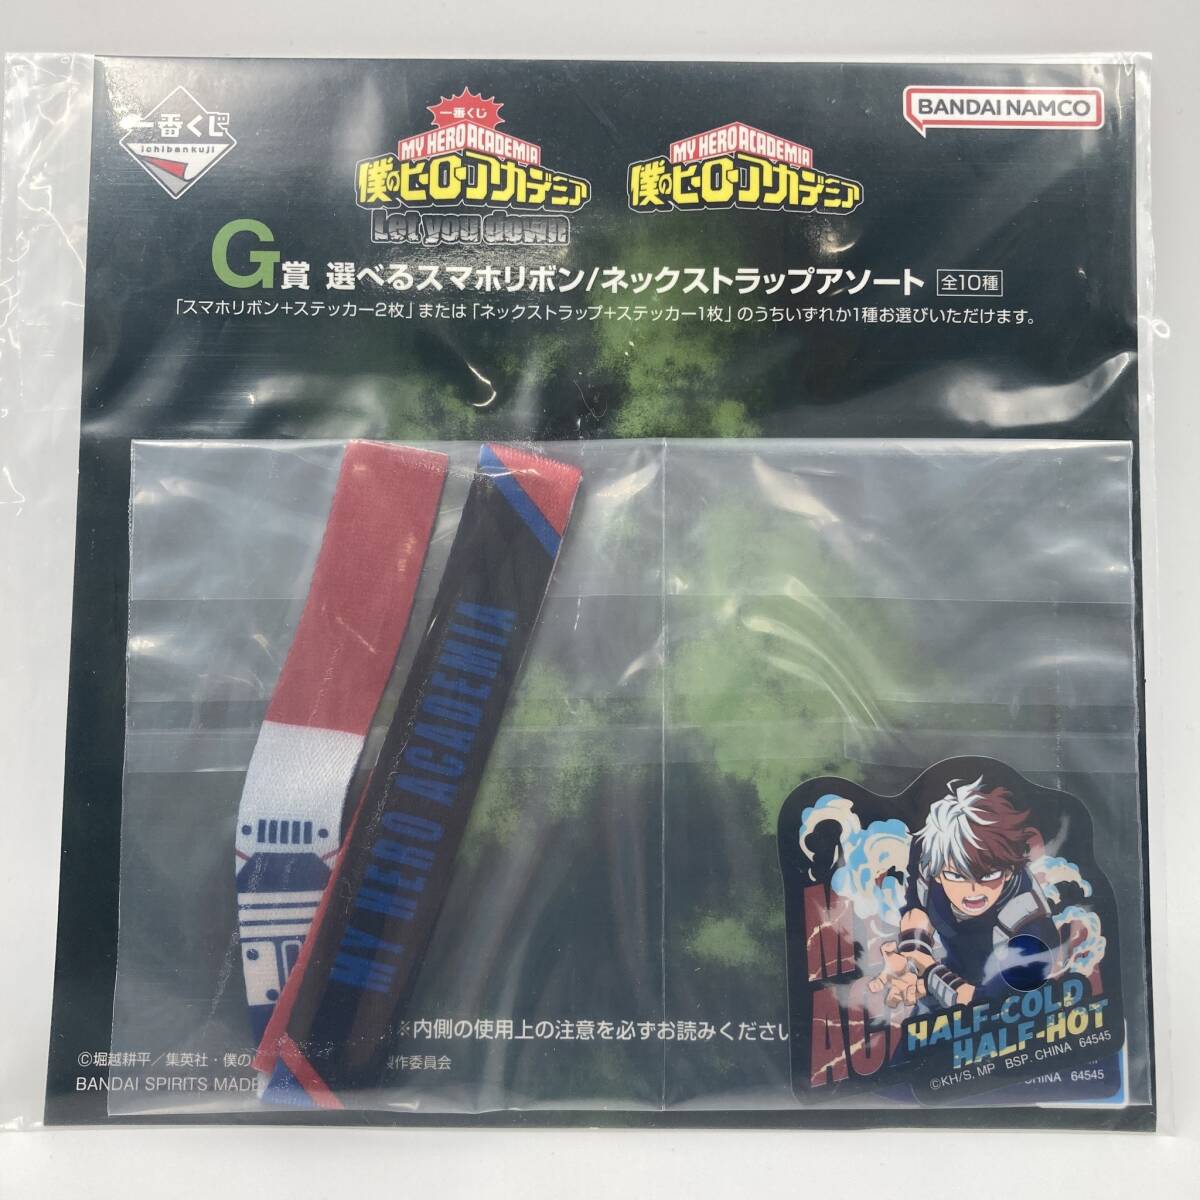 一番くじ
ichibankuji
一番くじ
MY HERO ACADEMIA
僕のヒーローアカデミア
Let you down
MY HERO ACADEMIA
僕のヒーローアカデミア
BANDAI NAMCO
G賞 選べるスマホリボン/ネックストラップアソート 全10種
「スマホリボン+ステッカー2枚」または「ネックストラップ+ステッカー1枚」のうちいずれか1種お選びいただけます。
MY HERO ACADEMIA
HALF-COLD
HALF-HOT
©KH/S. MP BSP. CHINA 64545
CHINA 64545
※内側の使用上の注意を必ずお読みください
©堀越耕平/集英社・僕の
製作委員会
BANDAI SPIRITS MADE